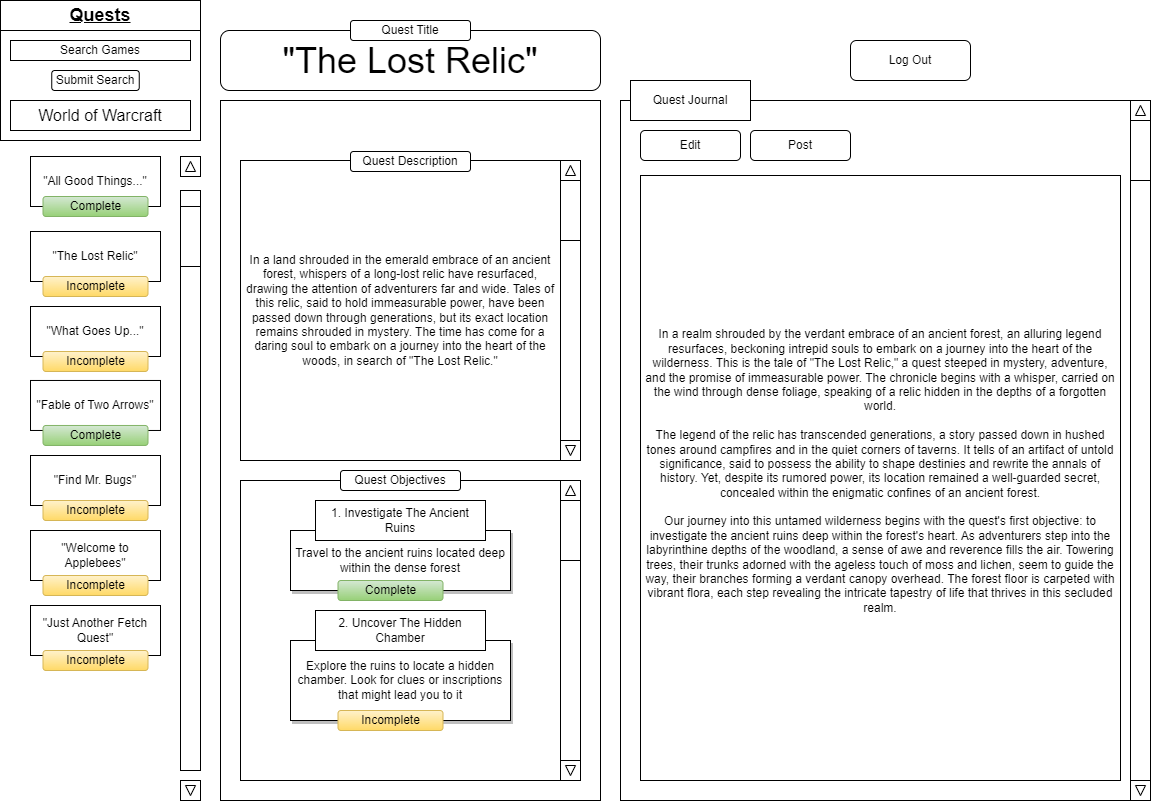 Quests
Search Games
Submit Search
World of Warcraft
"All Good Things..."
Complete
"The Lost Relic"
Incomplete
"What Goes Up..."
Incomplete
"Fable of Two Arrows"
Complete
"Find Mr. Bugs"
Incomplete
"Welcome to
Applebees"
Incomplete
"Just Another Fetch
Quest"
Incomplete
Quest Title
"The Lost Relic"
Quest Description
In a land shrouded in the emerald embrace of an ancient
forest, whispers of a long-lost relic have resurfaced,
drawing the attention of adventurers far and wide. Tales of
this relic, said to hold immeasurable power, have been
passed down through generations, but its exact location
remains shrouded in mystery. The time has come for a
daring soul to embark on a journey into the heart of the
woods, in search of "The Lost Relic."
Quest Objectives
1. Investigate The Ancient
Ruins
Travel to the ancient ruins located deep
within the dense forest
Complete
2. Uncover The Hidden
Chamber
Explore the ruins to locate a hidden
chamber. Look for clues or inscriptions
that might lead you to it
Incomplete
Log Out
Quest Journal
Edit
Post
In a realm shrouded by the verdant embrace of an ancient forest, an alluring legend
resurfaces, beckoning intrepid souls to embark on a journey into the heart of the
wilderness. This is the tale of "The Lost Relic," a quest steeped in mystery, adventure,
and the promise of immeasurable power. The chronicle begins with a whisper, carried on
the wind through dense foliage, speaking of a relic hidden in the depths of a forgotten
world.
The legend of the relic has transcended generations, a story passed down in hushed
tones around campfires and in the quiet corners of taverns. It tells of an artifact of untold
significance, said to possess the ability to shape destinies and rewrite the annals of
history. Yet, despite its rumored power, its location remained a well-guarded secret,
concealed within the enigmatic confines of an ancient forest.
Our journey into this untamed wilderness begins with the quest's first objective: to
investigate the ancient ruins deep within the forest's heart. As adventurers step into the
labyrinthine depths of the woodland, a sense of awe and reverence fills the air. Towering
trees, their trunks adorned with the ageless touch of moss and lichen, seem to guide the
way, their branches forming a verdant canopy overhead. The forest floor is carpeted with
vibrant flora, each step revealing the intricate tapestry of life that thrives in this secluded
realm.